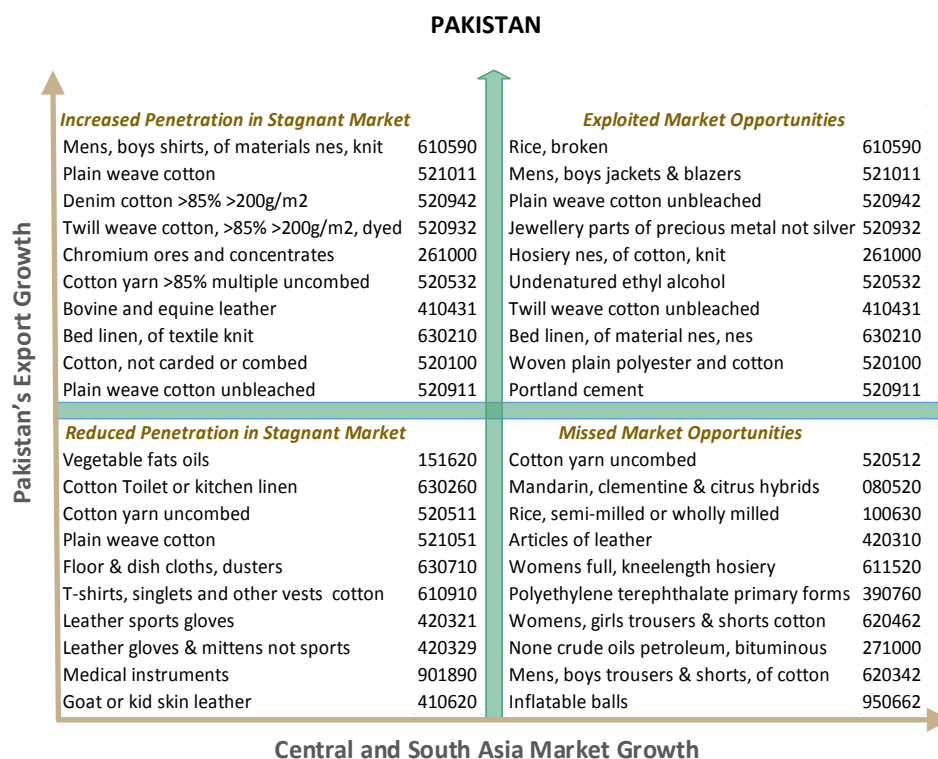 PAKISTAN
Increased Penetration in Stagnant Market
Mens, boys shirts, of materials nes, knit 610590
Plain weave cotton 521011
Denim cotton >85% >200g/m2 520942
Twill weave cotton, >85% >200g/m2, dyed 520932
Chromium ores and concentrates 261000
Cotton yarn >85% multiple uncombed 520532
Bovine and equine leather 410431
Bed linen, of textile knit 630210
Cotton, not carded or combed 520100
Plain weave cotton unbleached 520911
Exploited Market Opportunities
Rice, broken 610590
Mens, boys jackets & blazers 521011
Plain weave cotton unbleached 520942
Jewellery parts of precious metal not silver 520932
Hosiery nes, of cotton, knit 261000
Undenatured ethyl alcohol 520532
Twill weave cotton unbleached 410431
Bed linen, of material nes, nes 630210
Woven plain polyester and cotton 520100
Portland cement 520911
Reduced Penetration in Stagnant Market
Vegetable fats oils 151620
Cotton Toilet or kitchen linen 630260
Cotton yarn uncombed 520511
Plain weave cotton 521051
Floor & dish cloths, dusters 630710
T-shirts, singlets and other vests cotton 610910
Leather sports gloves 420321
Leather gloves & mittens not sports 420329
Medical instruments 901890
Goat or kid skin leather 410620
Missed Market Opportunities
Cotton yarn uncombed 520512
Mandarin, clementine & citrus hybrids 080520
Rice, semi-milled or wholly milled 100630
Articles of leather 420310
Womens full, kneelength hosiery 611520
Polyethylene terephthalate primary forms 390760
Womens, girls trousers & shorts cotton 620462
None crude oils petroleum, bituminous 271000
Mens, boys trousers & shorts, of cotton 620342
Inflatable balls 950662
Pakistan's Export Growth
Central and South Asia Market Growth